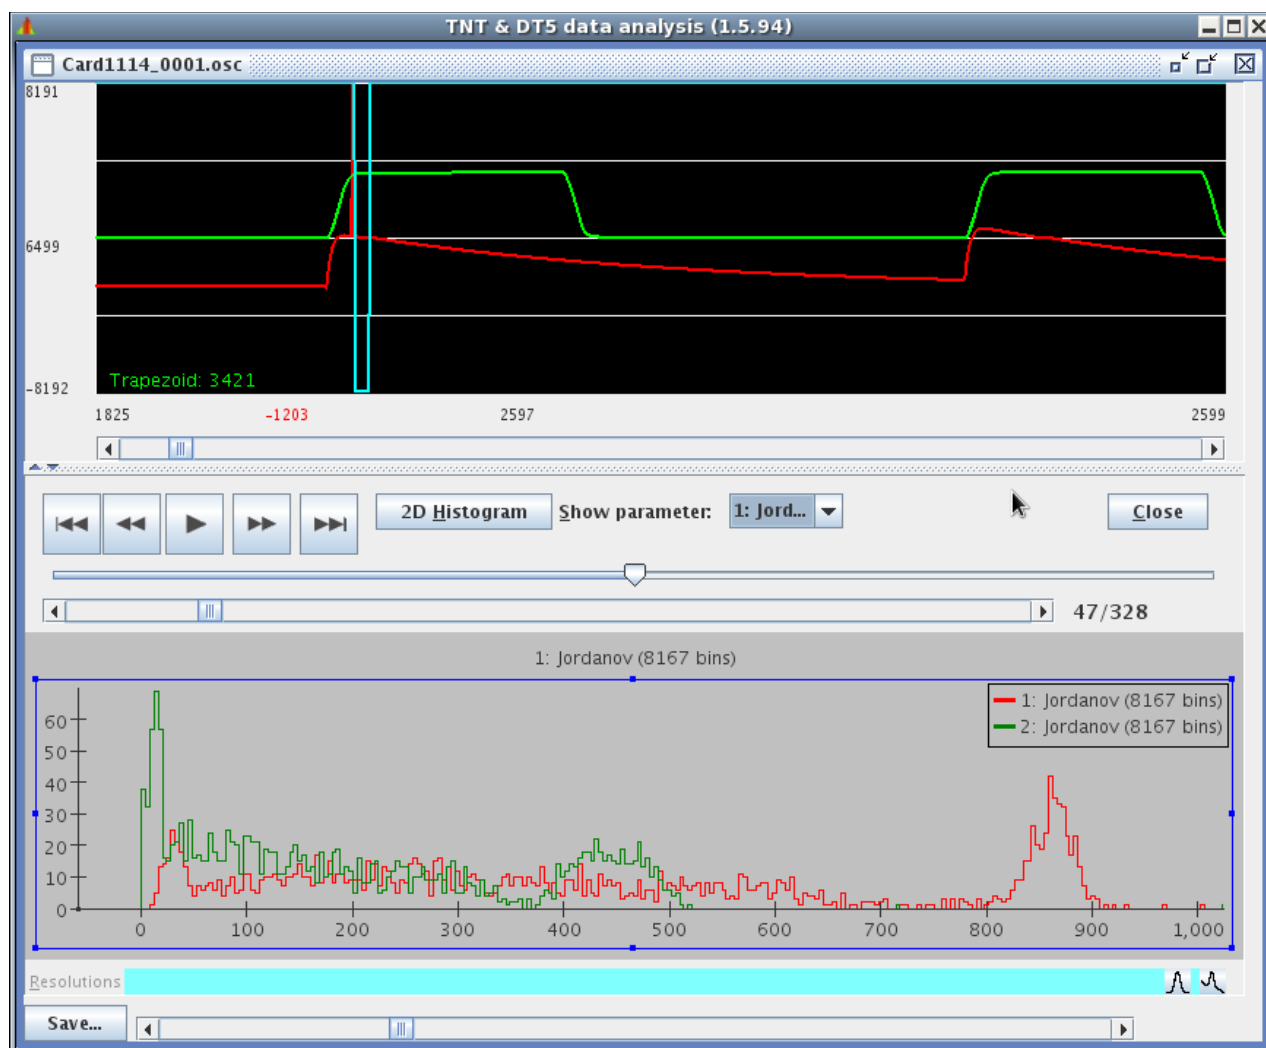 TNT & DT5 data analysis (1.5.94)
Card1114_0001.osc
8191
6499
-8192
Trapezoid: 3421
1825 -1203 2597 2599
2D Histogram Show parameter: 1: Jord... Close
47/328
1: Jordanov (8167 bins)
1: Jordanov (8167 bins)
2: Jordanov (8167 bins)
60
50
40
30
20
10
0
0 100 200 300 400 500 600 700 800 900 1,000
Resolutions
Save...